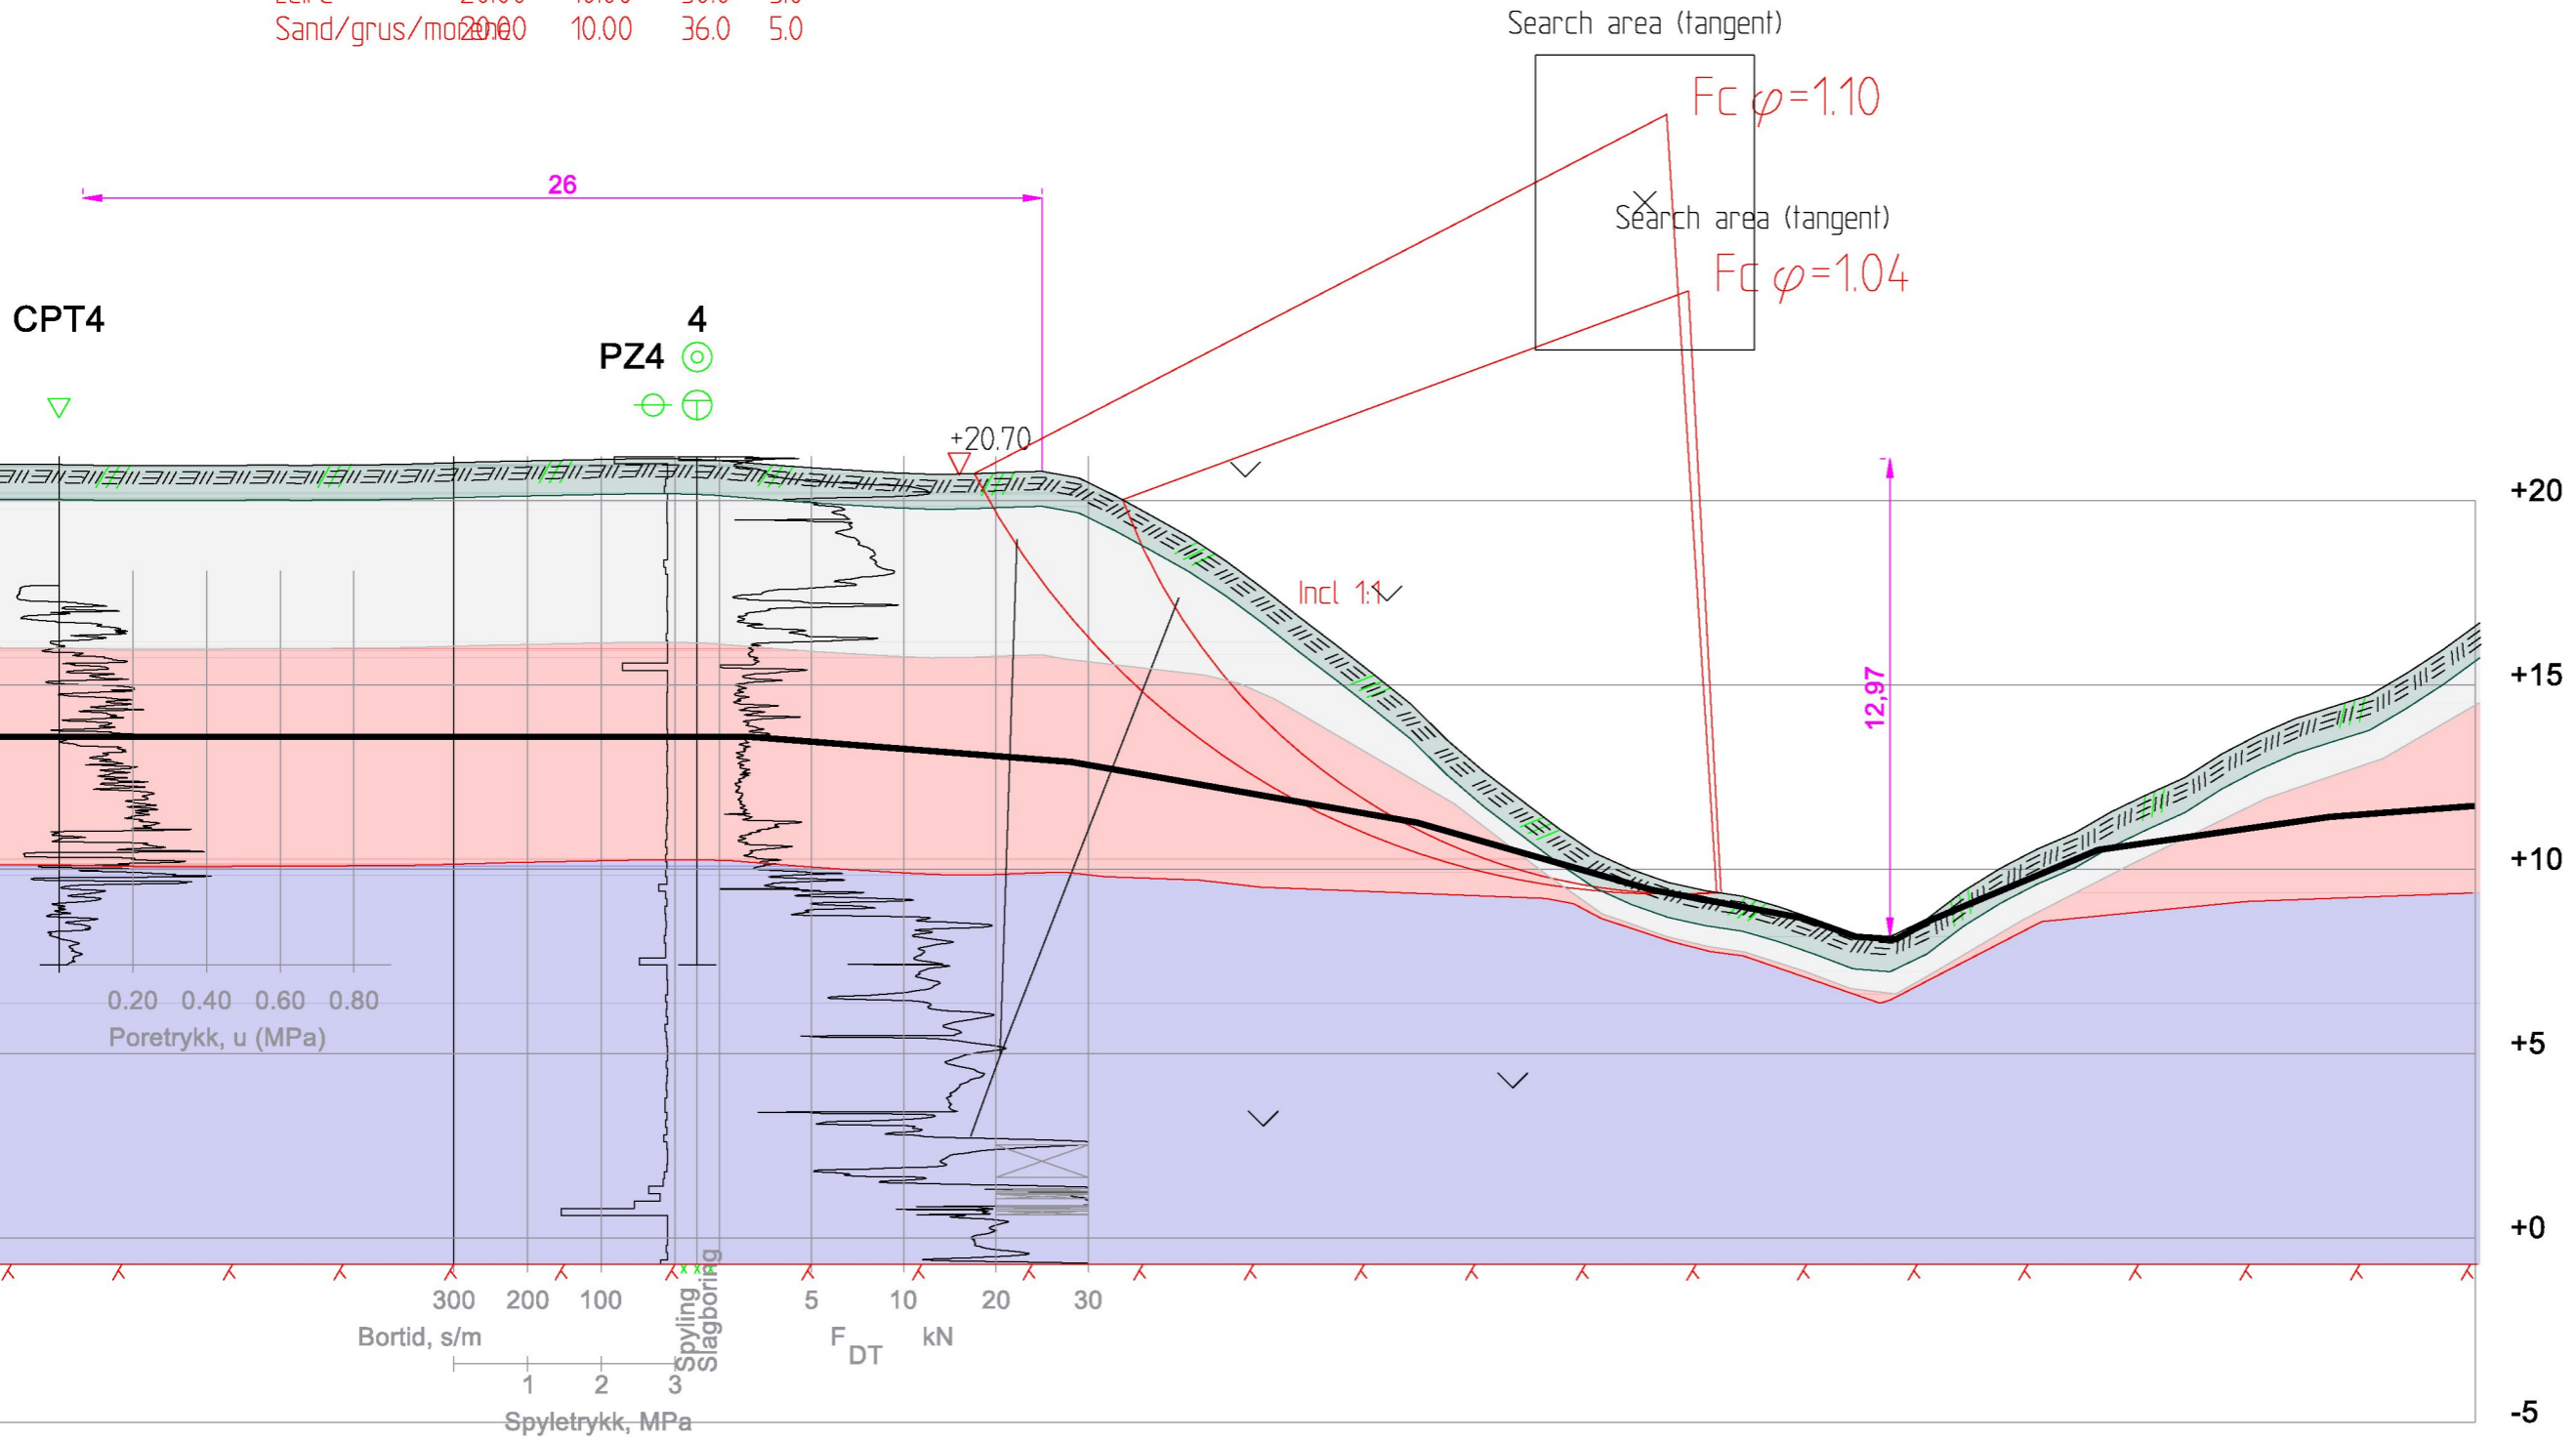 Sand/grus/morene 20.00 10.00 36.0 5.0
Search area (tangent)
Fc φ=1.10
26
Search area (tangent)
Fc φ=1.04
CPT4
4
PZ4
+20.70
+20
Incl 1:1
+15
12,97
+10
0.20 0.40 0.60 0.80
Poretrykk, u (MPa)
+5
+0
300 200 100
Spyling
Slagboring
5 10 20 30
Bortid, s/m
F DT kN
1 2 3
Spyletrykk, MPa
-5